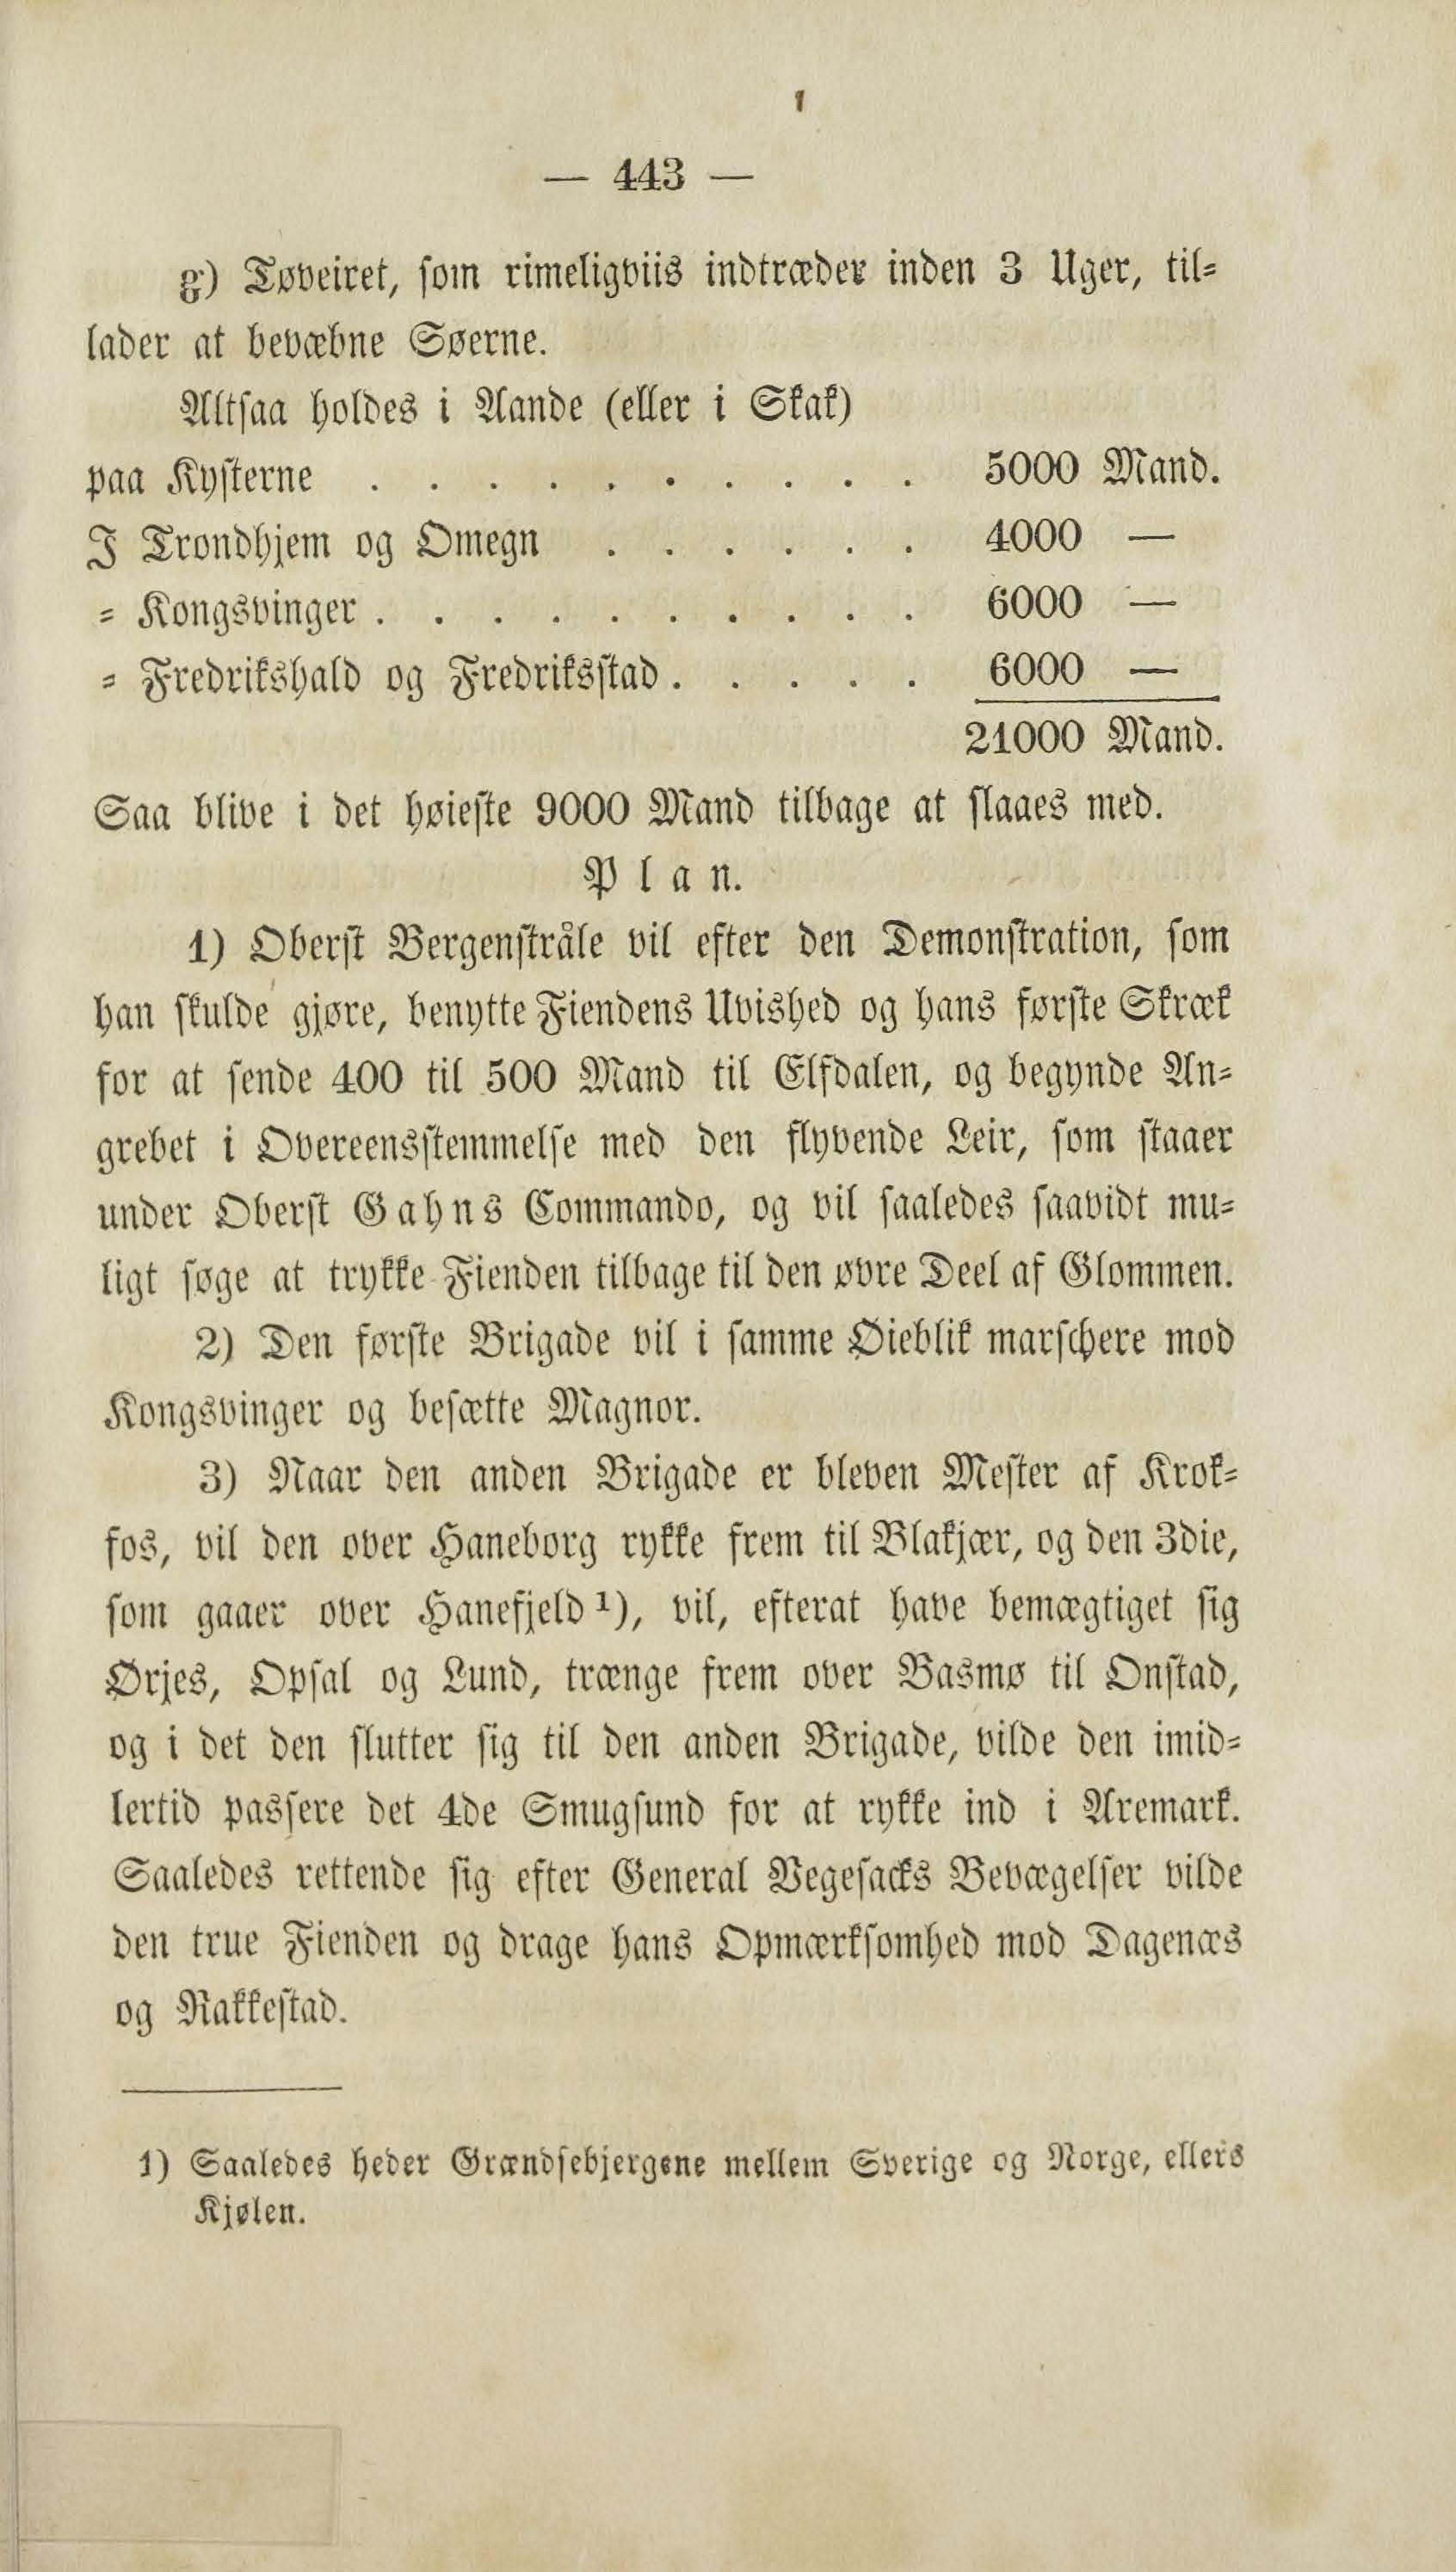 — 443 —
g) Tøveiret, som rimeligviis indtræder inden 3 Uger, til=
lader at bevæbne Søerne.
Altsaa holdes i Aande (eller i Skak)
paa Kysterne . . . . . . . . . . 5000 Mand.
I Trondhjem og Omegn . . . . . . 4000 —
= Kongsvinger . . . . . . . . . . 6000 —
= Fredrikshald og Fredriksstad . . . . . 6000 —
21000 Mand.
Saa blive i det høieste 9000 Mand tilbage at slaaes med.
Plan.
1) Oberst Bergenstråle vil efter den Demonstration, som
han skulde gjøre, benytte Fiendens Uvished og hans første Skræk
for at sende 400 til 500 Mand til Elfdalen, og begynde An=
grebet i Overeensstemmelse med den flyvende Leir, som staaer
under Oberst Gahns Commando, og vil saaledes saavidt mu=
ligt søge at trykke Fienden tilbage til den øvre Deel af Glommen.
2) Den første Brigade vil i samme Øieblik marschere mod
Kongsvinger og besætte Magnor.
3) Naar den anden Brigade er bleven Mester af Krok=
fos, vil den over Haneborg rykke frem til Blakjær, og den 3die,
som gaaer over Hanefjeld ¹), vil, efterat have bemægtiget sig
Ørjes, Opsal og Lund, trænge frem over Basmø til Onstad,
og i det den slutter sig til den anden Brigade, vilde den imid=
lertid passere det 4de Smugsund for at rykke ind i Aremark.
Saaledes rettende sig efter General Vegesacks Bevægelser vilde
den true Fienden og drage hans Opmærksomhed mod Dagenæs
og Rakkestad.
1) Saaledes heder Grændsebjergene mellem Sverige og Norge, ellers
Kjølen.